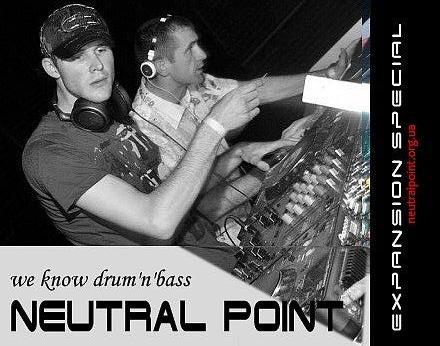 we know drum'n'bass
NEUTRAL POINT
EXPANSION SPECIAL
neutralpoint.org.ua